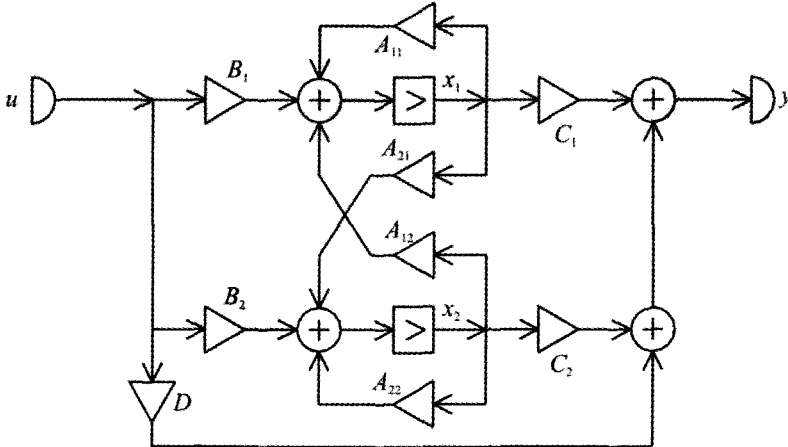 A₁₁
B₁
x₁
u
y
C₁
A₂₁
A₁₂
B₂
x₂
C₂
A₂₂
D